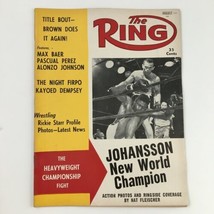 TITLE BOUT—
BROWN DOES
IT AGAIN!
Features...
MAX BAER
PASCUAL PEREZ
ALONZO JOHNSON
THE NIGHT FIRPO
KAYOED DEMPSEY
Wrestling
Rickie Starr Profile
Photos—Latest News
THE
HEAVYWEIGHT
CHAMPIONSHIP
FIGHT
The
RING
35
Cents
JOHANSSON
New World
Champion
ACTION PHOTOS AND RINGSIDE COVERAGE
BY NAT FLEISCHER